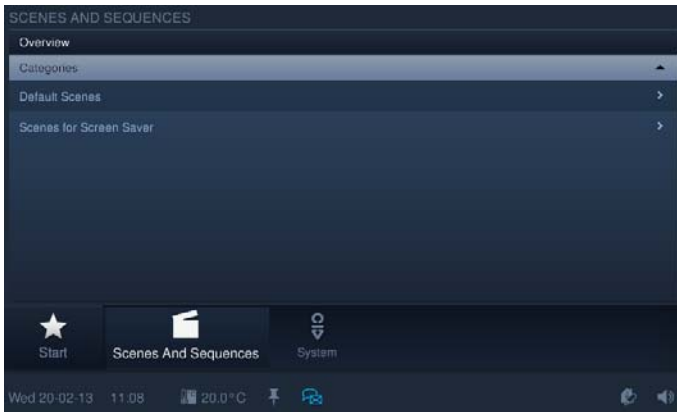 SCENES AND SEQUENCES
Overview
Categories
Default Scenes
Scenes for Screen Saver
Start Scenes And Sequences System
Wed 20-02-13 11:08 20.0°C